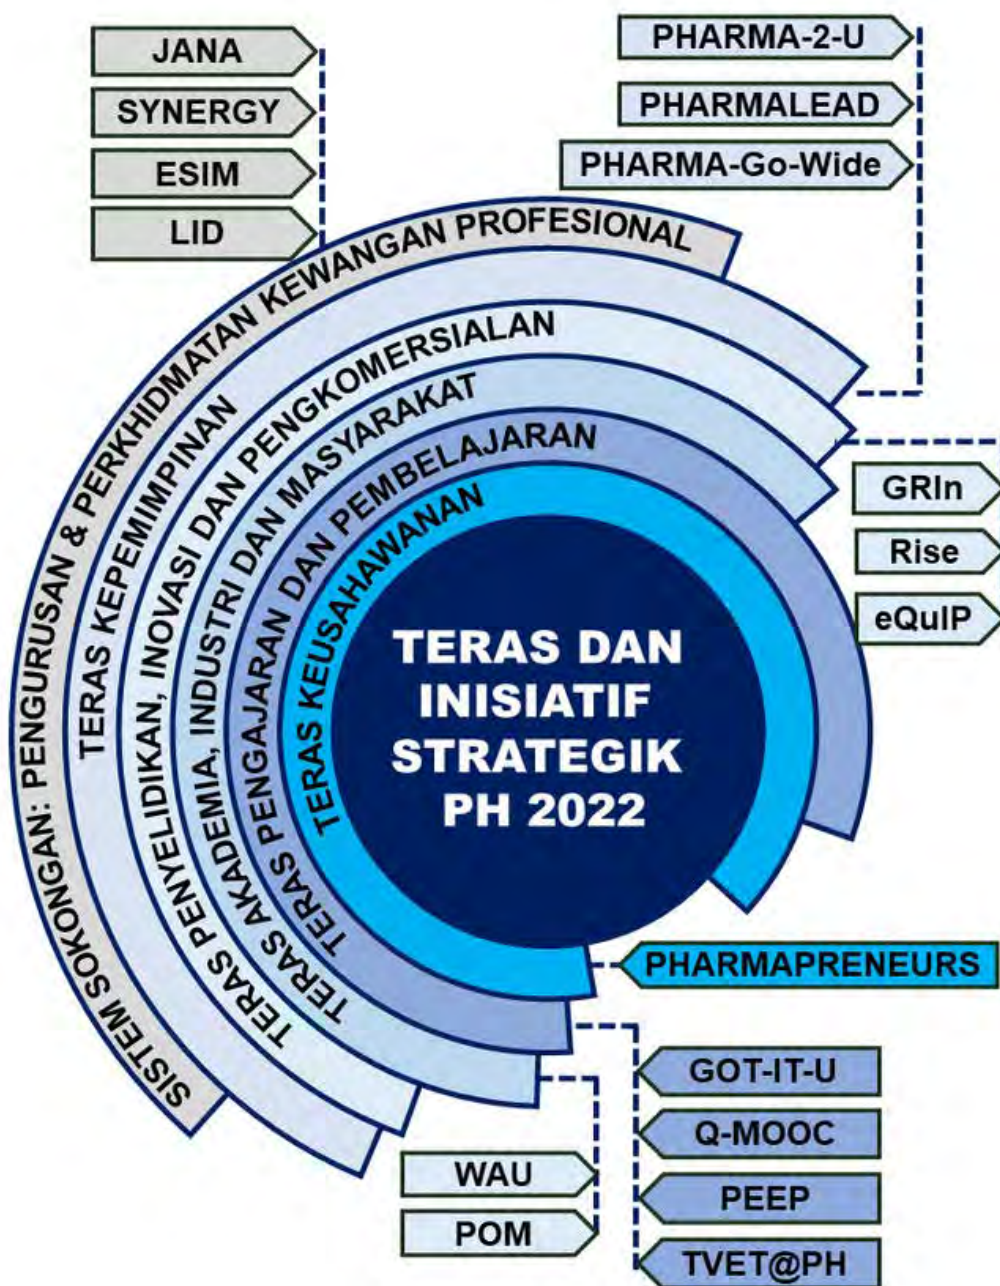 JANA
SYNERGY
ESIM
LID
PHARMA-2-U
PHARMALEAD
PHARMA-Go-Wide
SISTEM SOKONGAN: PENGURUSAN & PERKHIDMATAN KEWANGAN PROFESIONAL
TERAS KEPEMIMPINAN
TERAS PENYELIDIKAN, INOVASI DAN PENGKOMERSIALAN
TERAS AKADEMIA, INDUSTRI DAN MASYARAKAT
TERAS PENGAJARAN DAN PEMBELAJARAN
TERAS KEUSAHAWANAN
TERAS DAN
INISIATIF
STRATEGIK
PH 2022
GRIn
Rise
eQuIP
PHARMAPRENEURS
GOT-IT-U
Q-MOOC
PEEP
TVET@PH
WAU
POM